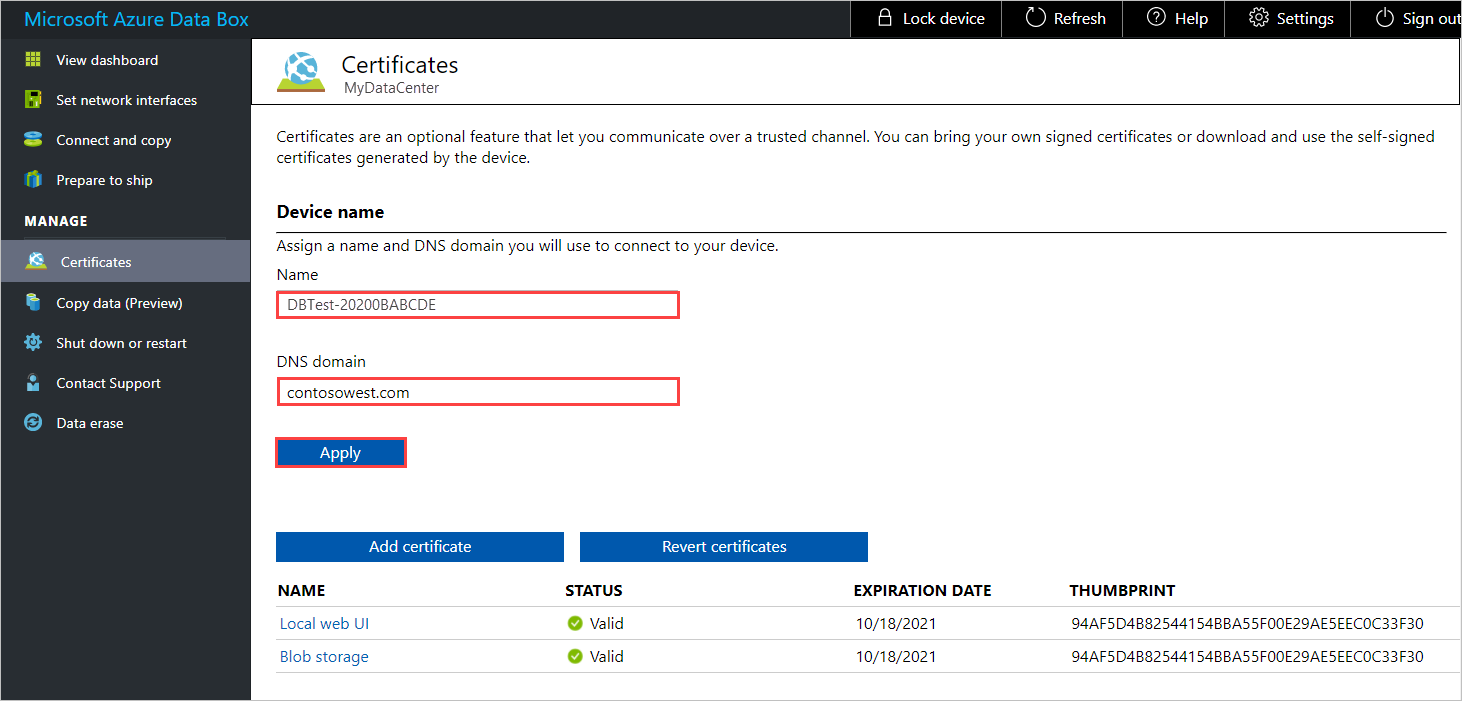 Microsoft Azure Data Box
Lock device
Refresh
Help
Settings
Sign out
View dashboard
Set network interfaces
Connect and copy
Prepare to ship
MANAGE
Certificates
Copy data (Preview)
Shut down or restart
Contact Support
Data erase
Certificates
MyDataCenter
Certificates are an optional feature that let you communicate over a trusted channel. You can bring your own signed certificates or download and use the self-signed
certificates generated by the device.
Device name
Assign a name and DNS domain you will use to connect to your device.
Name
DBTest-20200BABCDE
DNS domain
contosowest.com
Apply
Add certificate Revert certificates
NAME STATUS EXPIRATION DATE THUMBPRINT
Local web UI Valid 10/18/2021 94AF5D4B82544154BBA55F00E29AE5EEC0C33F30
Blob storage Valid 10/18/2021 94AF5D4B82544154BBA55F00E29AE5EEC0C33F30